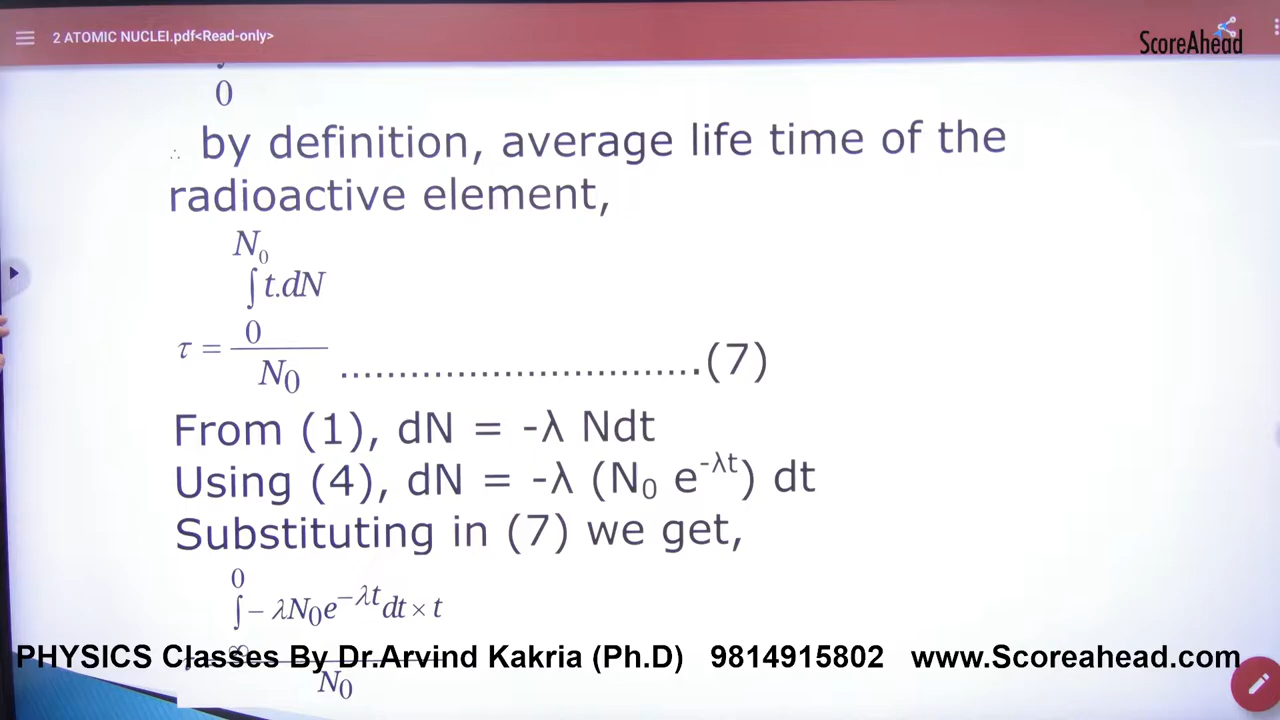 2 ATOMIC NUCLEI.pdf<Read-only>
ScoreAhead
0
∴ by definition, average life time of the
radioactive element,
N₀
∫ t.dN
0
τ =
N₀ ..............................(7)
From (1), dN = -λ Ndt
Using (4), dN = -λ (N₀ e^-λt) dt
Substituting in (7) we get,
0
∫ − λN₀e^−λt dt × t
∞
PHYSICS Classes By Dr.Arvind Kakria (Ph.D) 9814915802 www.Scoreahead.com
N₀